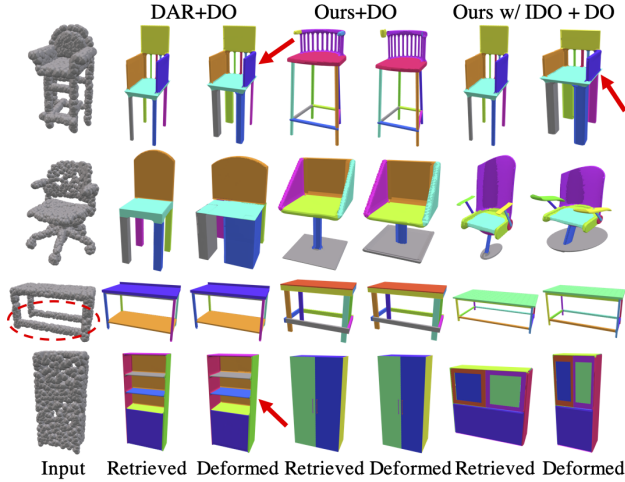 DAR+DO Ours+DO Ours w/ IDO + DO
Input Retrieved Deformed Retrieved Deformed Retrieved Deformed